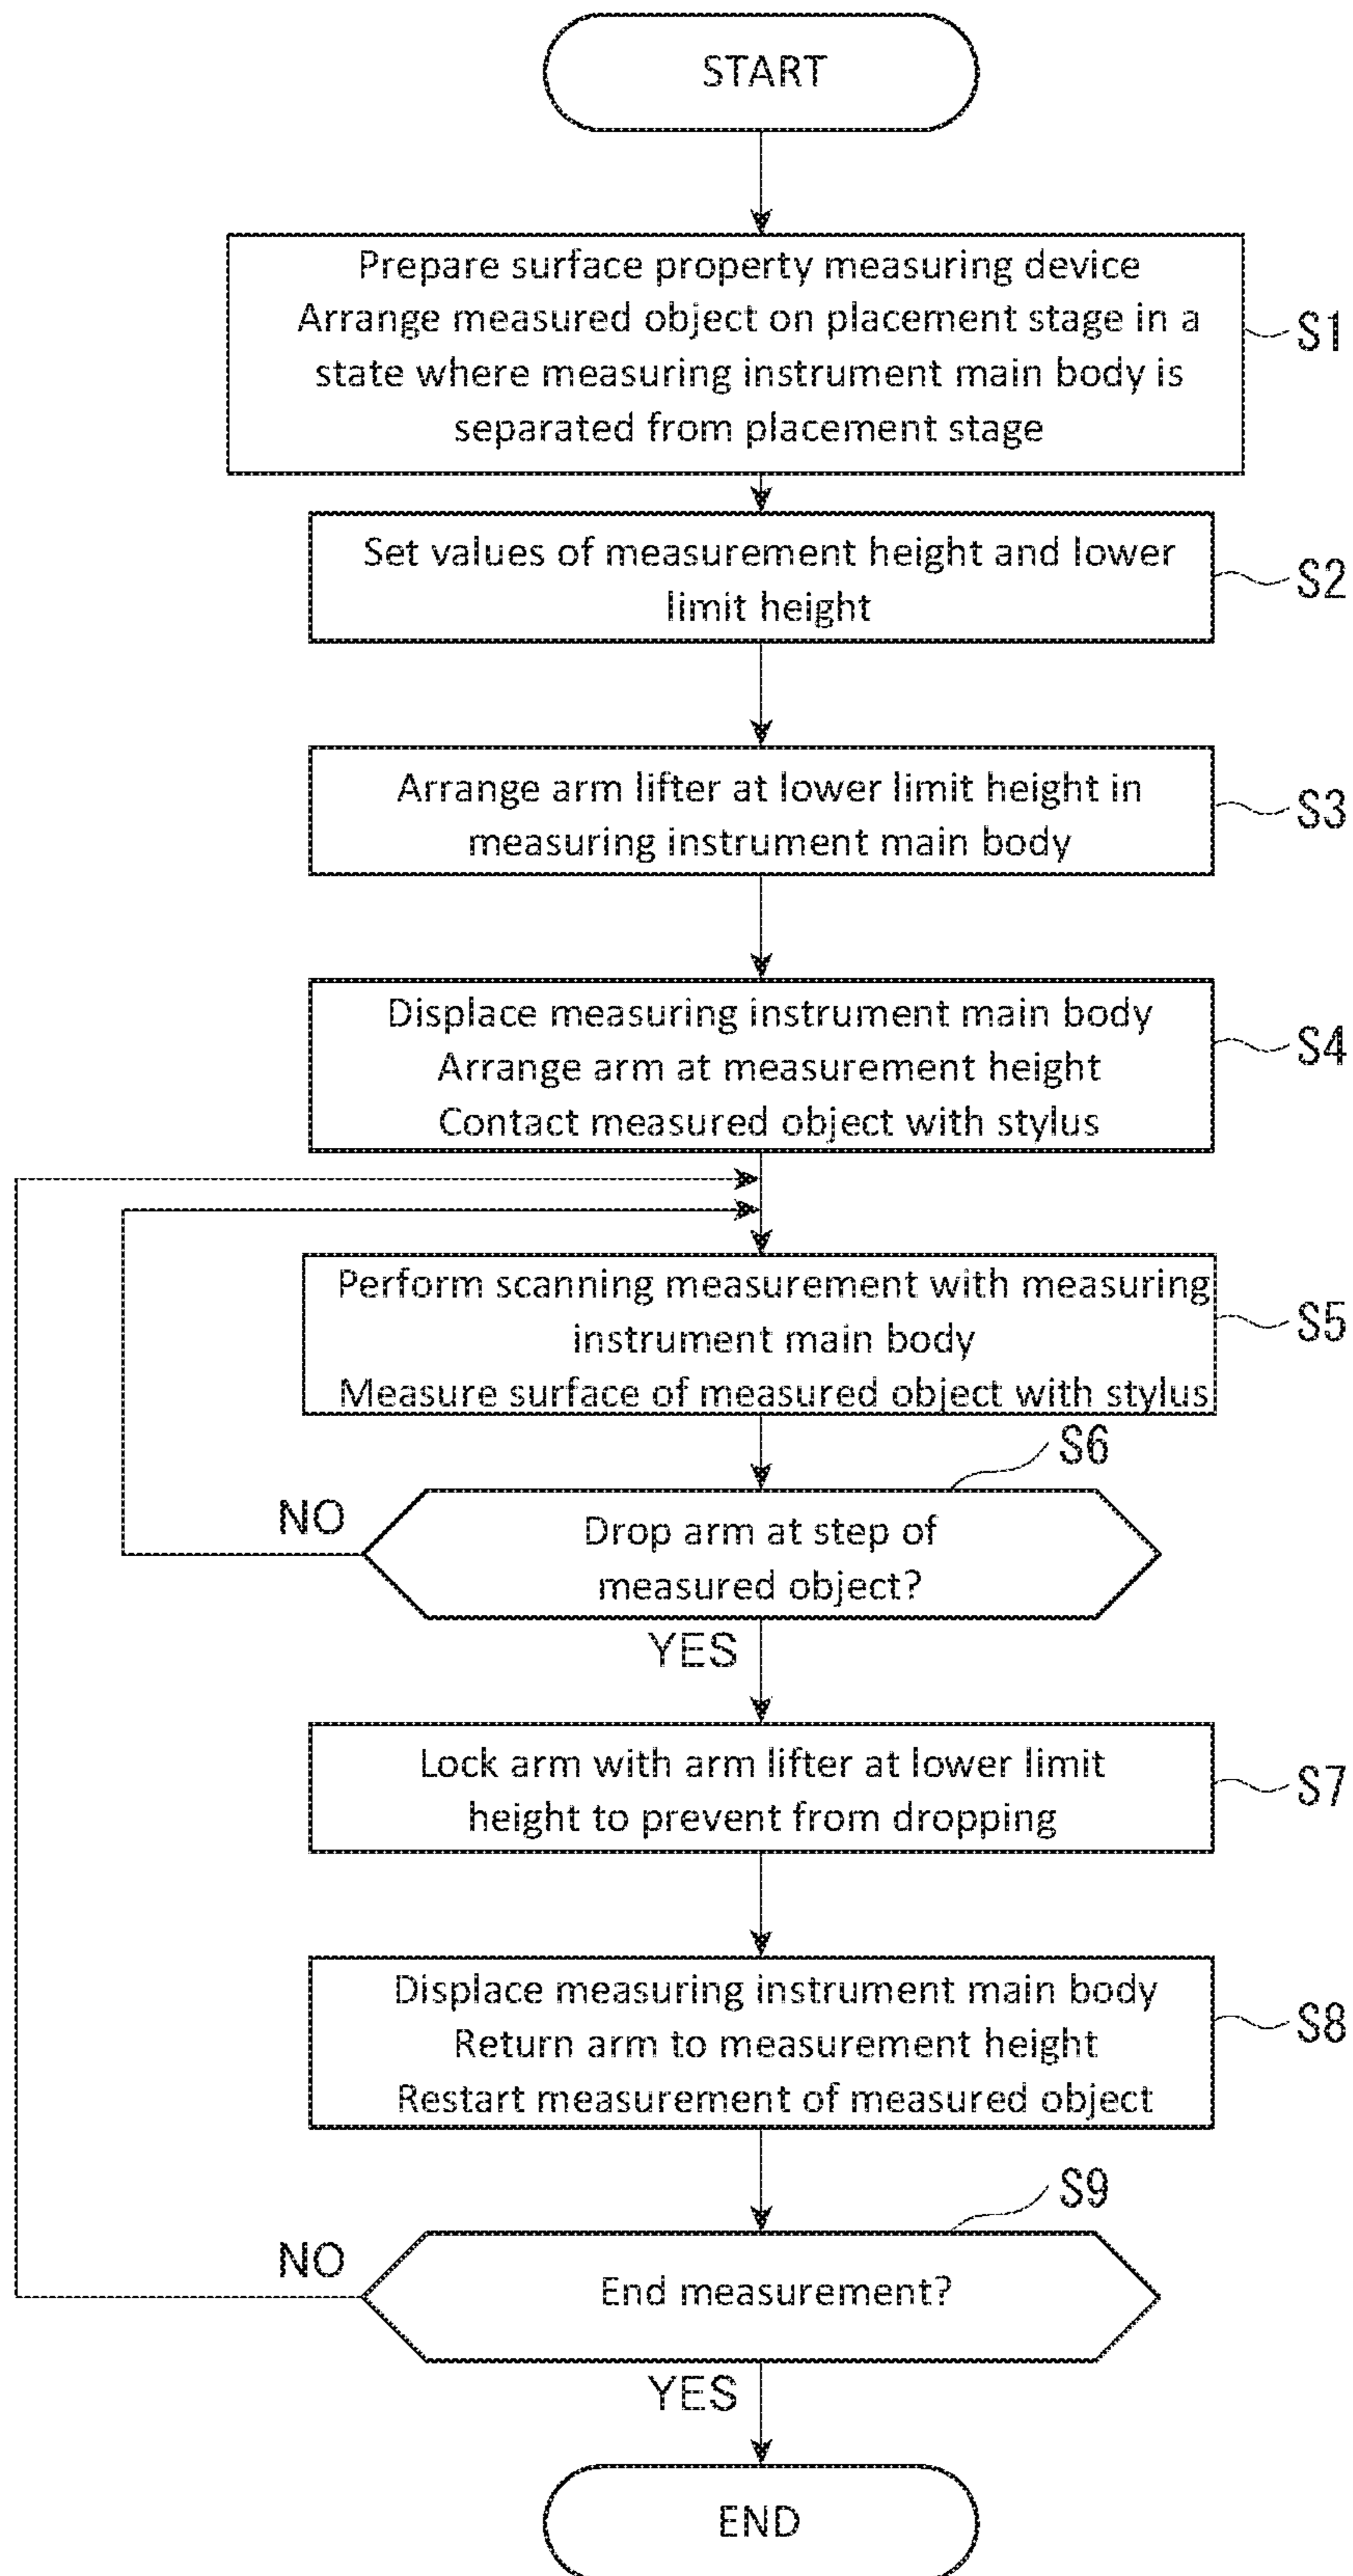 START
Prepare surface property measuring device
Arrange measured object on placement stage in a
state where measuring instrument main body is
separated from placement stage
S1
Set values of measurement height and lower
limit height
S2
Arrange arm lifter at lower limit height in
measuring instrument main body
S3
Displace measuring instrument main body
Arrange arm at measurement height
Contact measured object with stylus
S4
Perform scanning measurement with measuring
instrument main body
Measure surface of measured object with stylus
S5
S6
NO
Drop arm at step of
measured object?
YES
Lock arm with arm lifter at lower limit
height to prevent from dropping
S7
Displace measuring instrument main body
Return arm to measurement height
Restart measurement of measured object
S8
S9
NO
End measurement?
YES
END